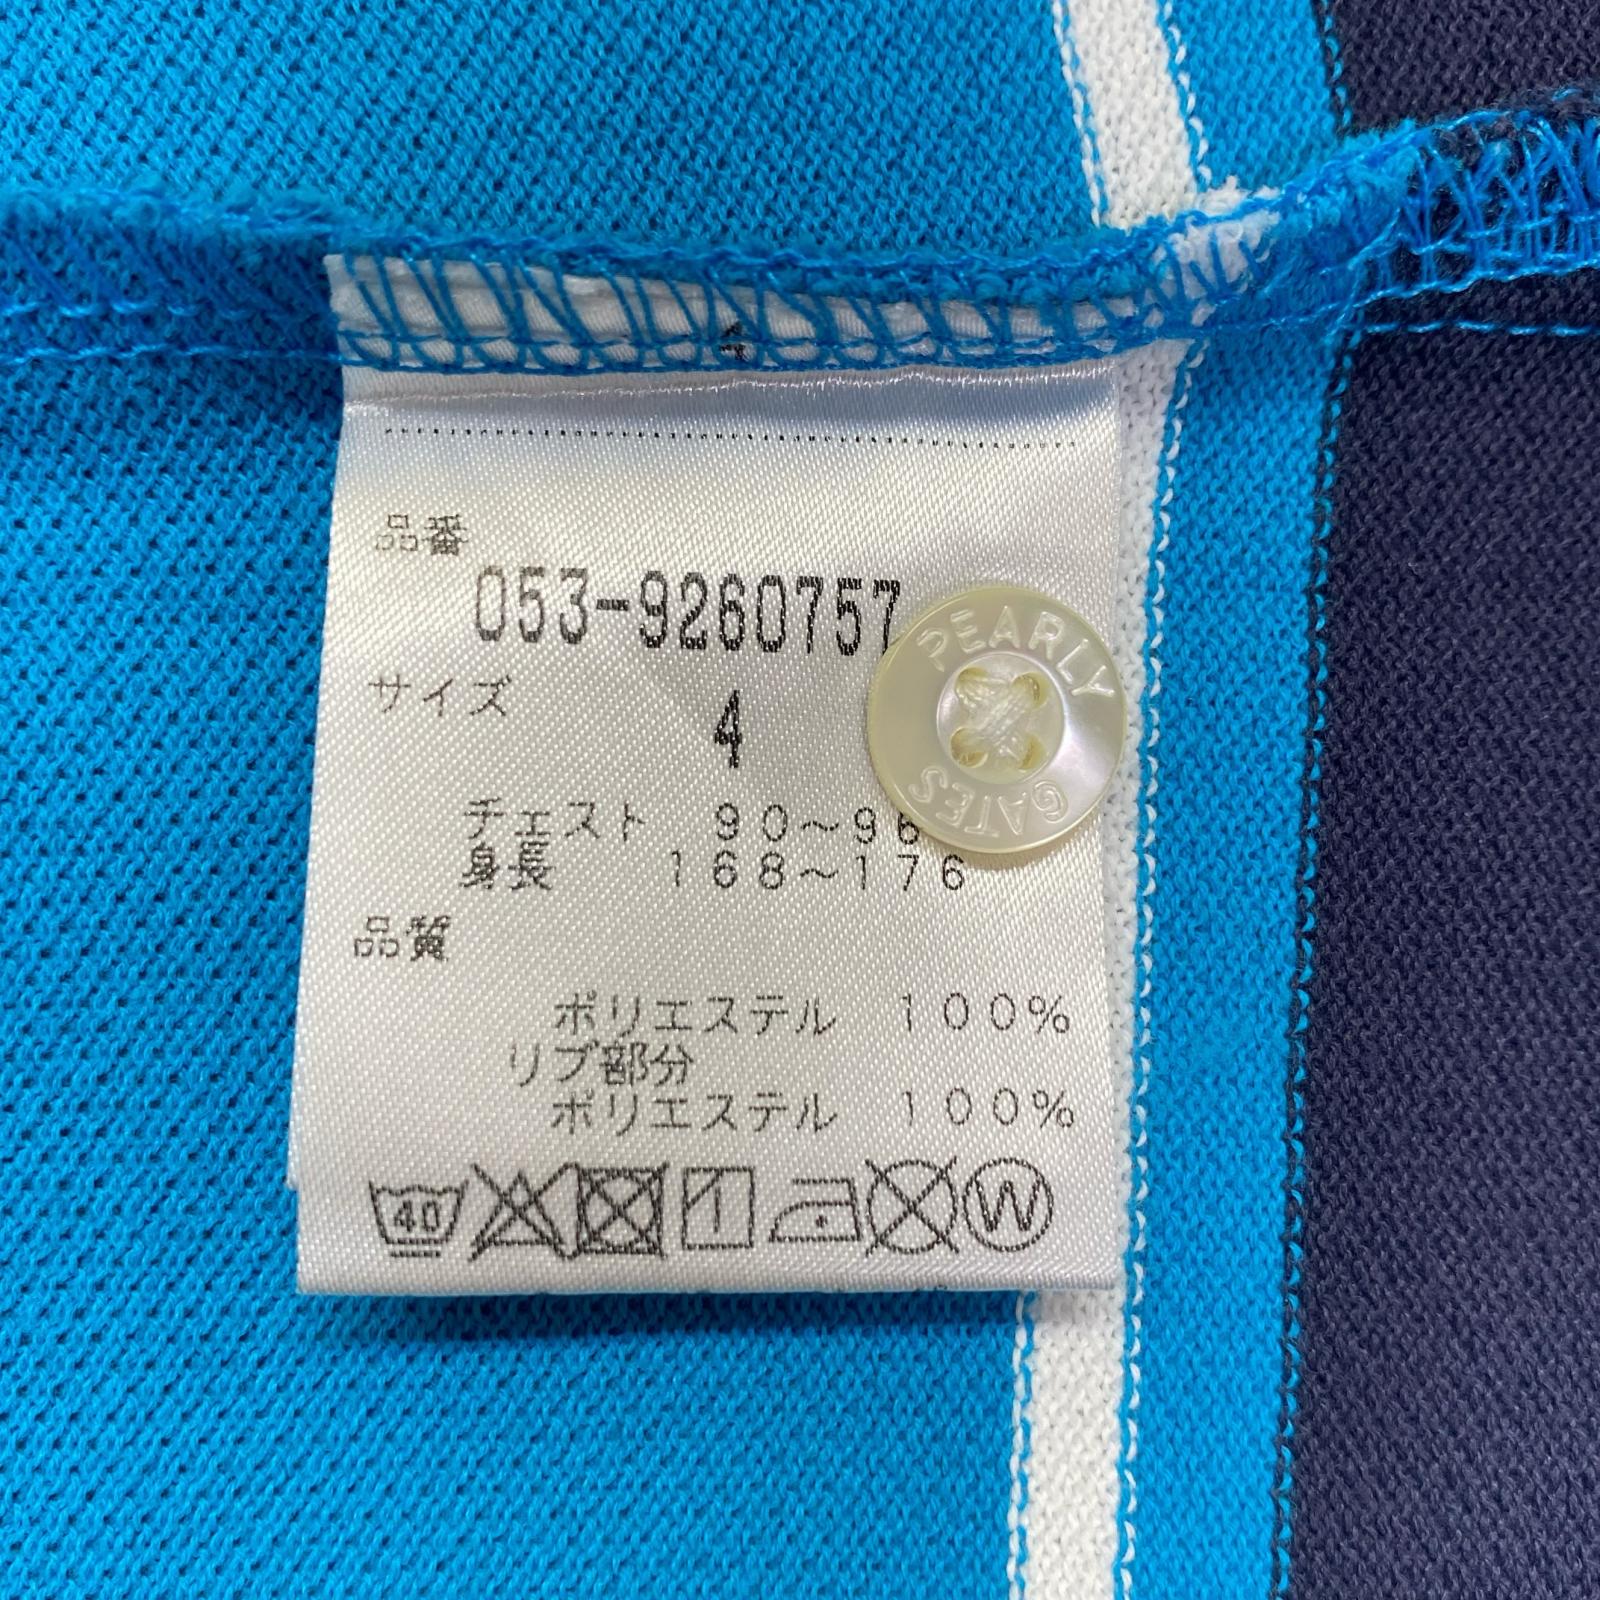 4
品番
053-9260757
サイズ
4
チェスト 90～96
身長 168～176
品質
ポリエステル 100%
リブ部分
ポリエステル 100%
40
W
PEARLY
GATES